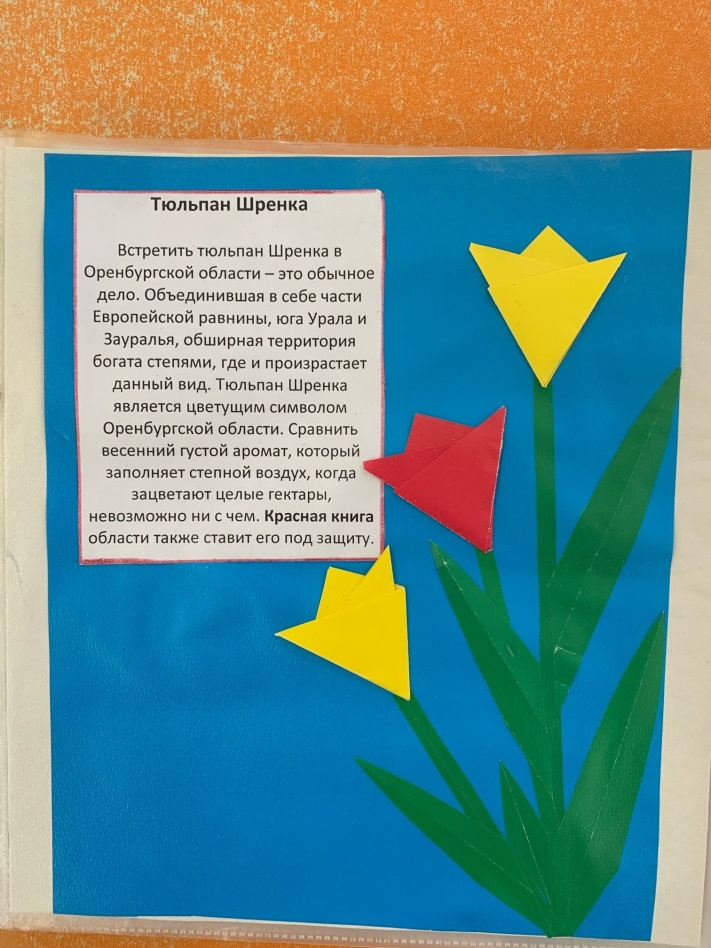 Тюльпан Шренка
Встретить тюльпан Шренка в
Оренбургской области – это обычное
дело. Объединившая в себе части
Европейской равнины, юга Урала и
Зауралья, обширная территория
богата степями, где и произрастает
данный вид. Тюльпан Шренка
является цветущим символом
Оренбургской области. Сравнить
весенний густой аромат, который
заполняет степной воздух, когда
зацветают целые гектары,
невозможно ни с чем. Красная книга
области также ставит его под защиту.